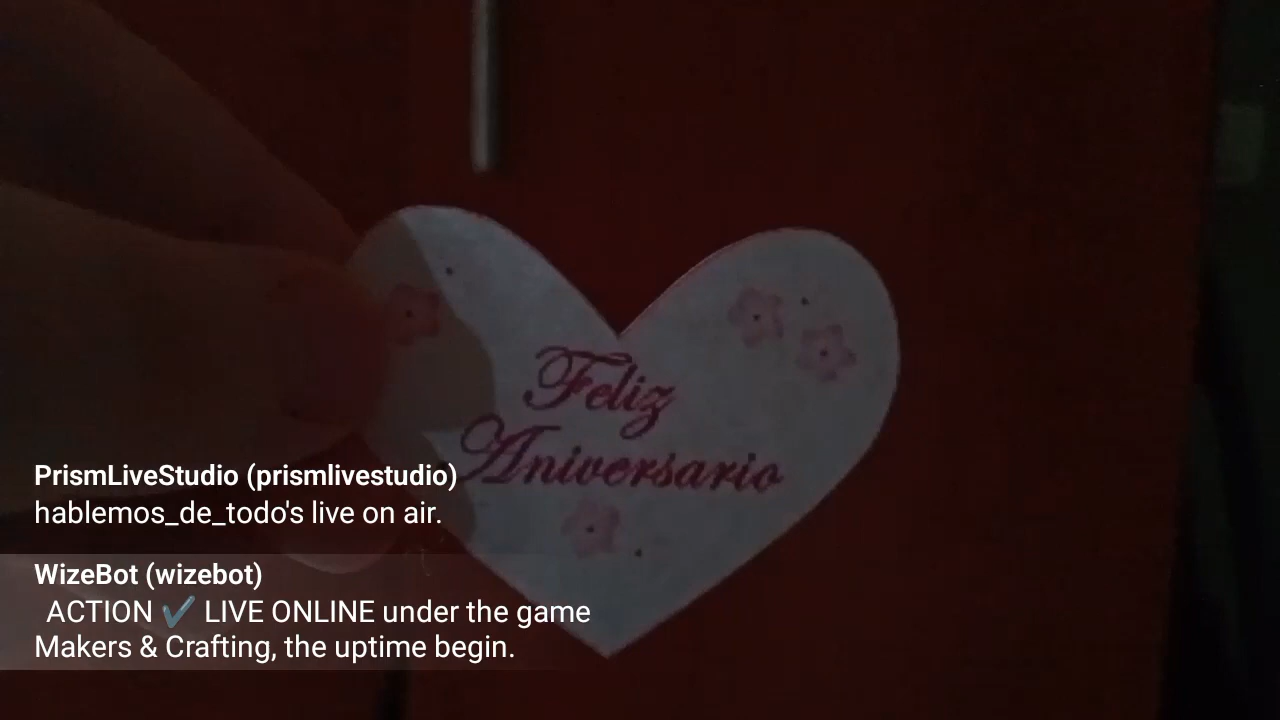 Feliz
Aniversario
PrismLiveStudio (prismlivestudio)
hablemos_de_todo's live on air.
WizeBot (wizebot)
ACTION ✔ LIVE ONLINE under the game
Makers & Crafting, the uptime begin.